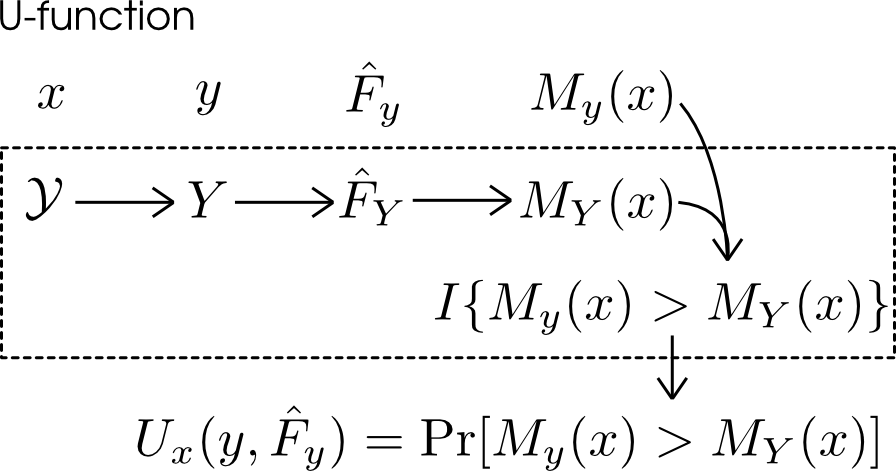 U-function
x y F̂_y M_y(x)
𝒴 → Y → F̂_Y → M_Y(x)
I{M_y(x) > M_Y(x)}
U_x(y, F̂_y) = Pr[M_y(x) > M_Y(x)]